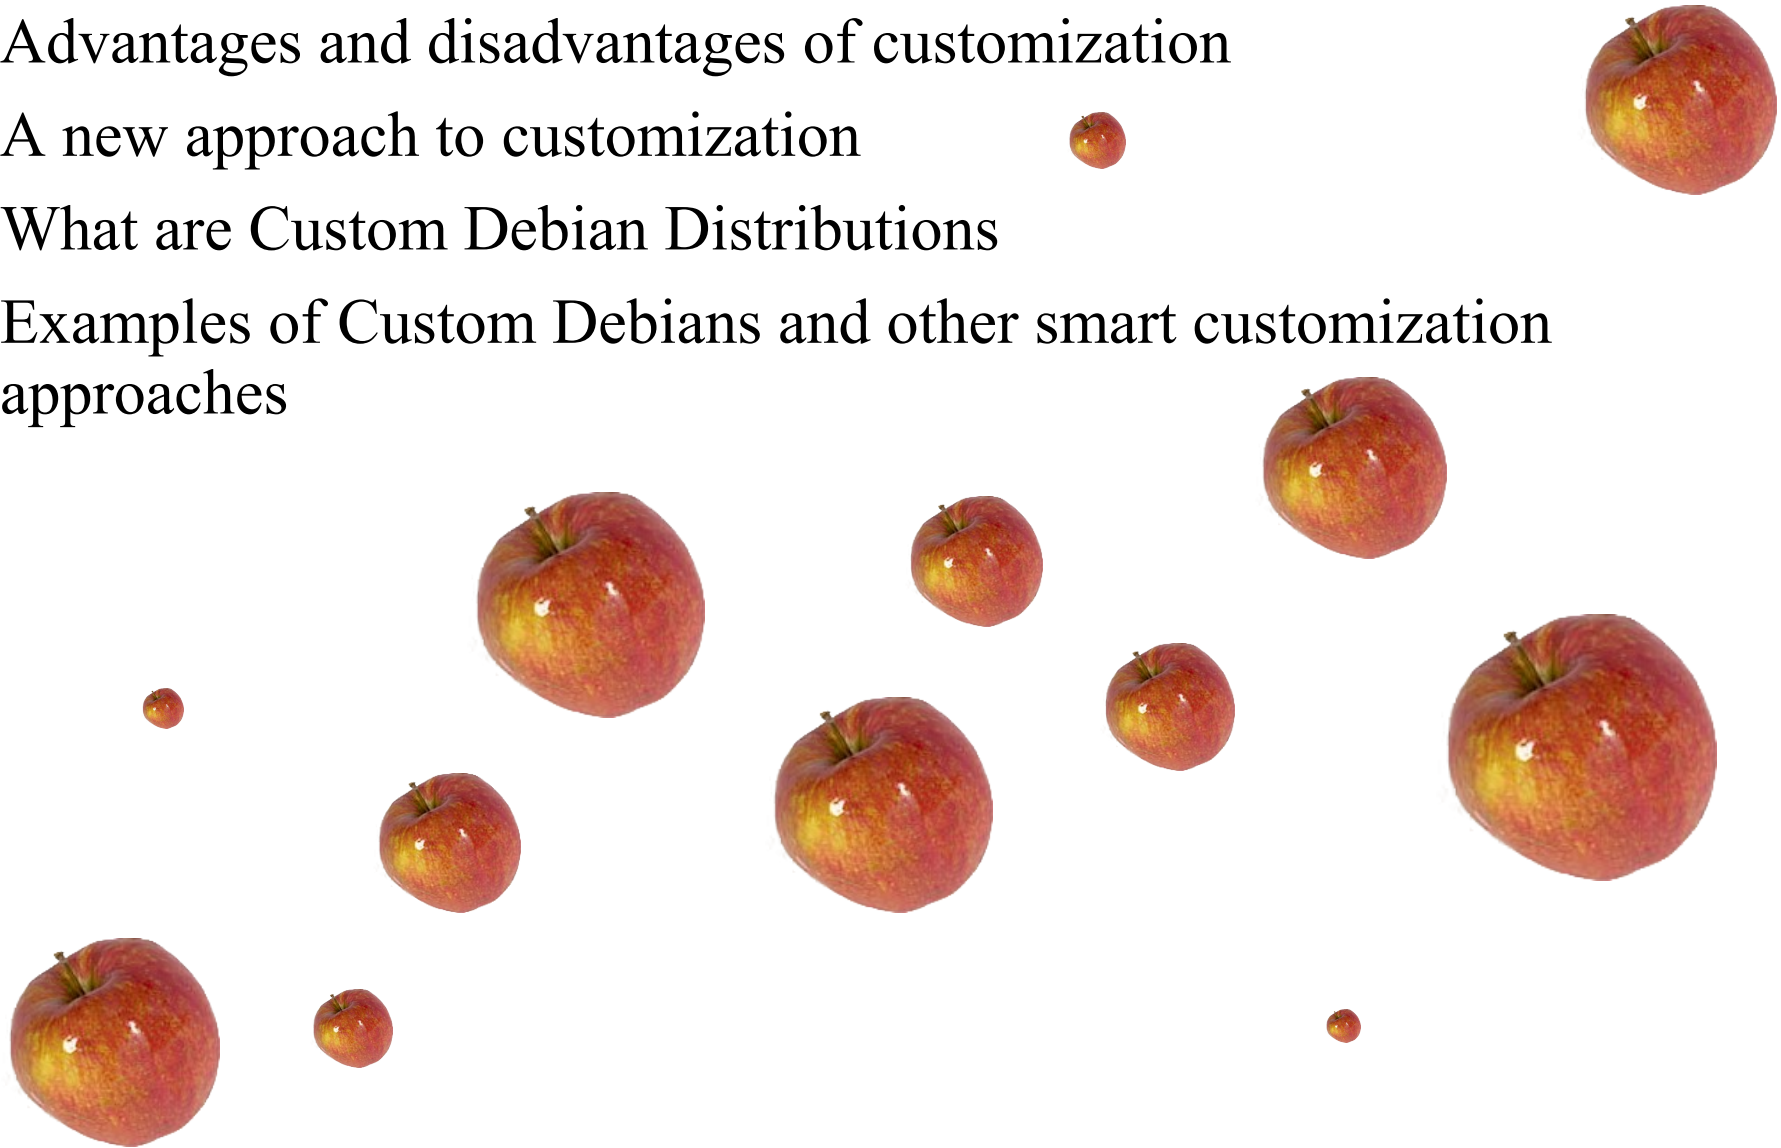 Advantages and disadvantages of customization
A new approach to customization
What are Custom Debian Distributions
Examples of Custom Debians and other smart customization
approaches